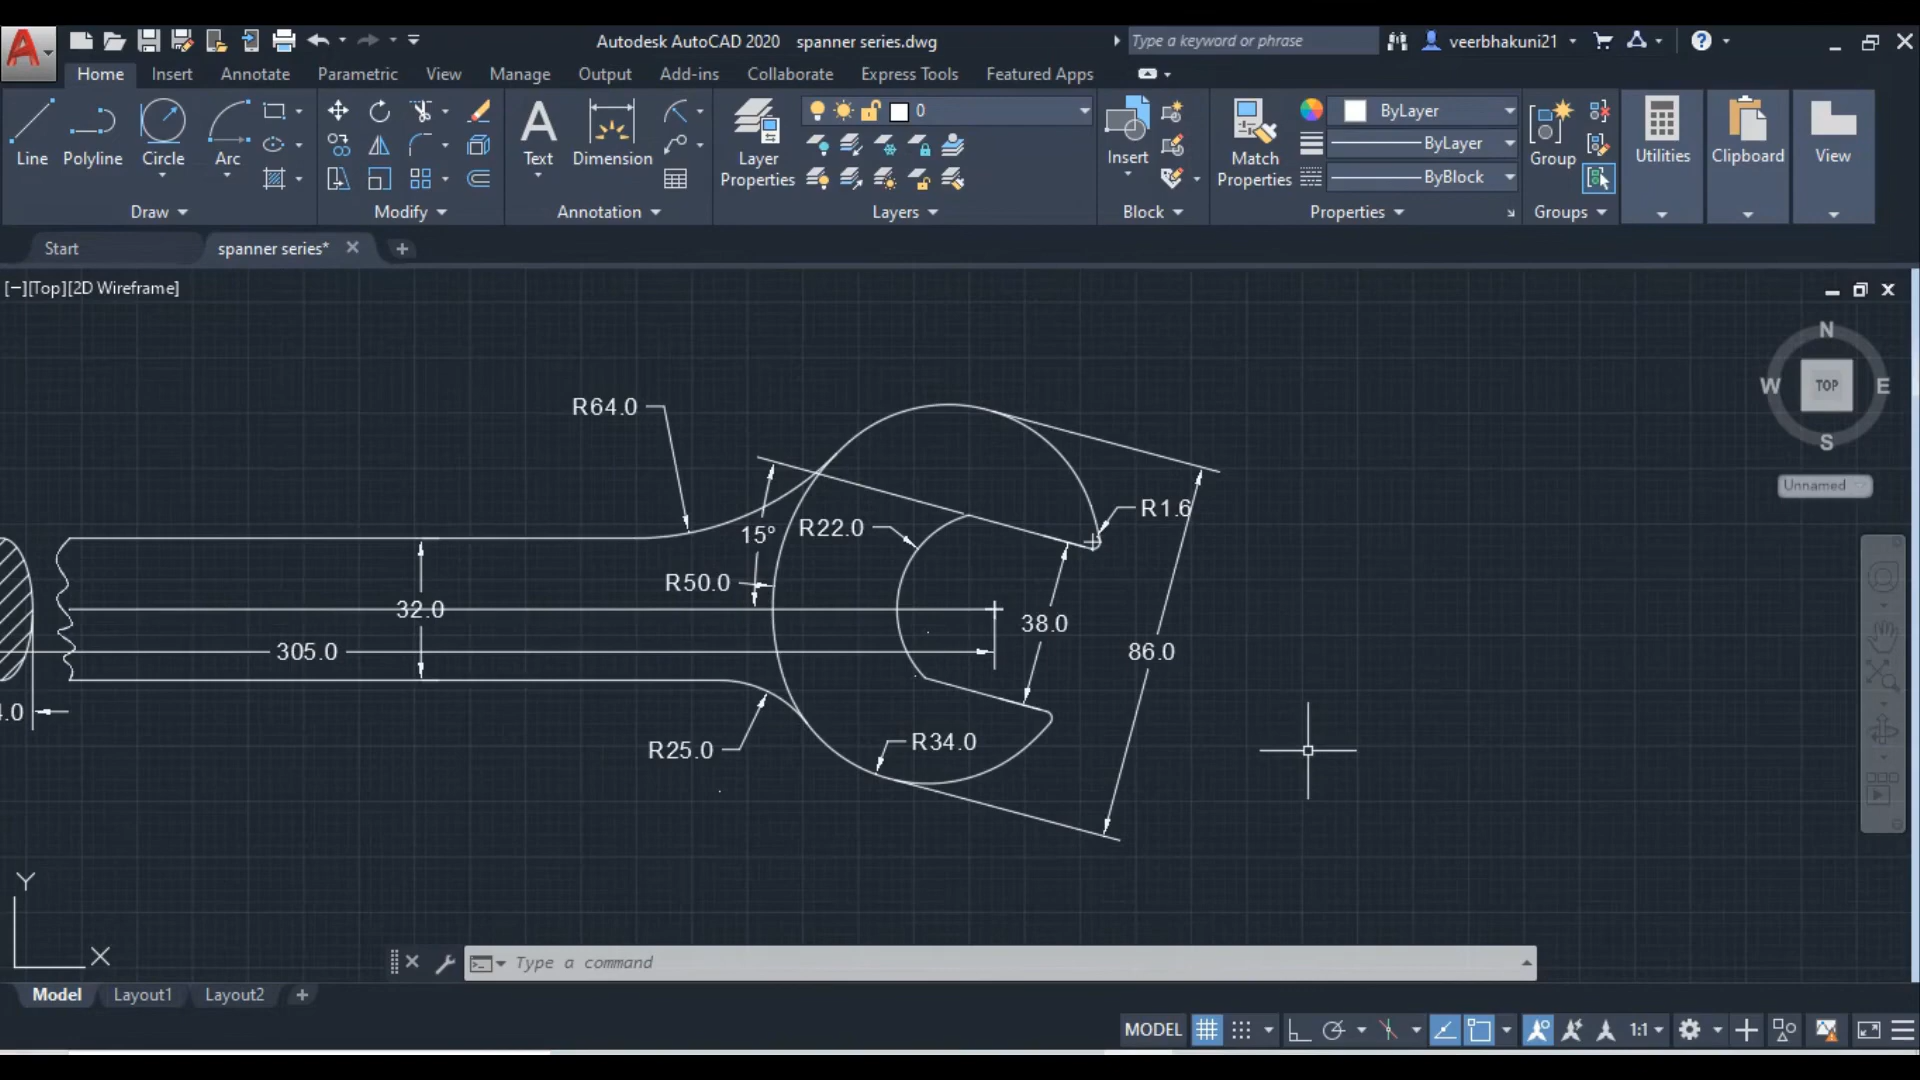 A
Autodesk AutoCAD 2020 spanner series.dwg
Type a keyword or phrase
veerbhakuni21
?
Home Insert Annotate Parametric View Manage Output Add-ins Collaborate Express Tools Featured Apps
0
ByLayer
ByLayer
ByBlock
Line Polyline Circle Arc
A
Text Dimension
Layer
Properties
Insert
Match
Properties
Group
Utilities Clipboard View
Draw Modify Annotation Layers Block Properties Groups
Start spanner series*
[−][Top][2D Wireframe]
N
W TOP E
S
Unnamed
R64.0
R1.6
15° R22.0
R50.0
32.0
38.0
305.0
86.0
4.0
R25.0
R34.0
Y
X
Type a command
Model Layout1 Layout2
MODEL
1:1